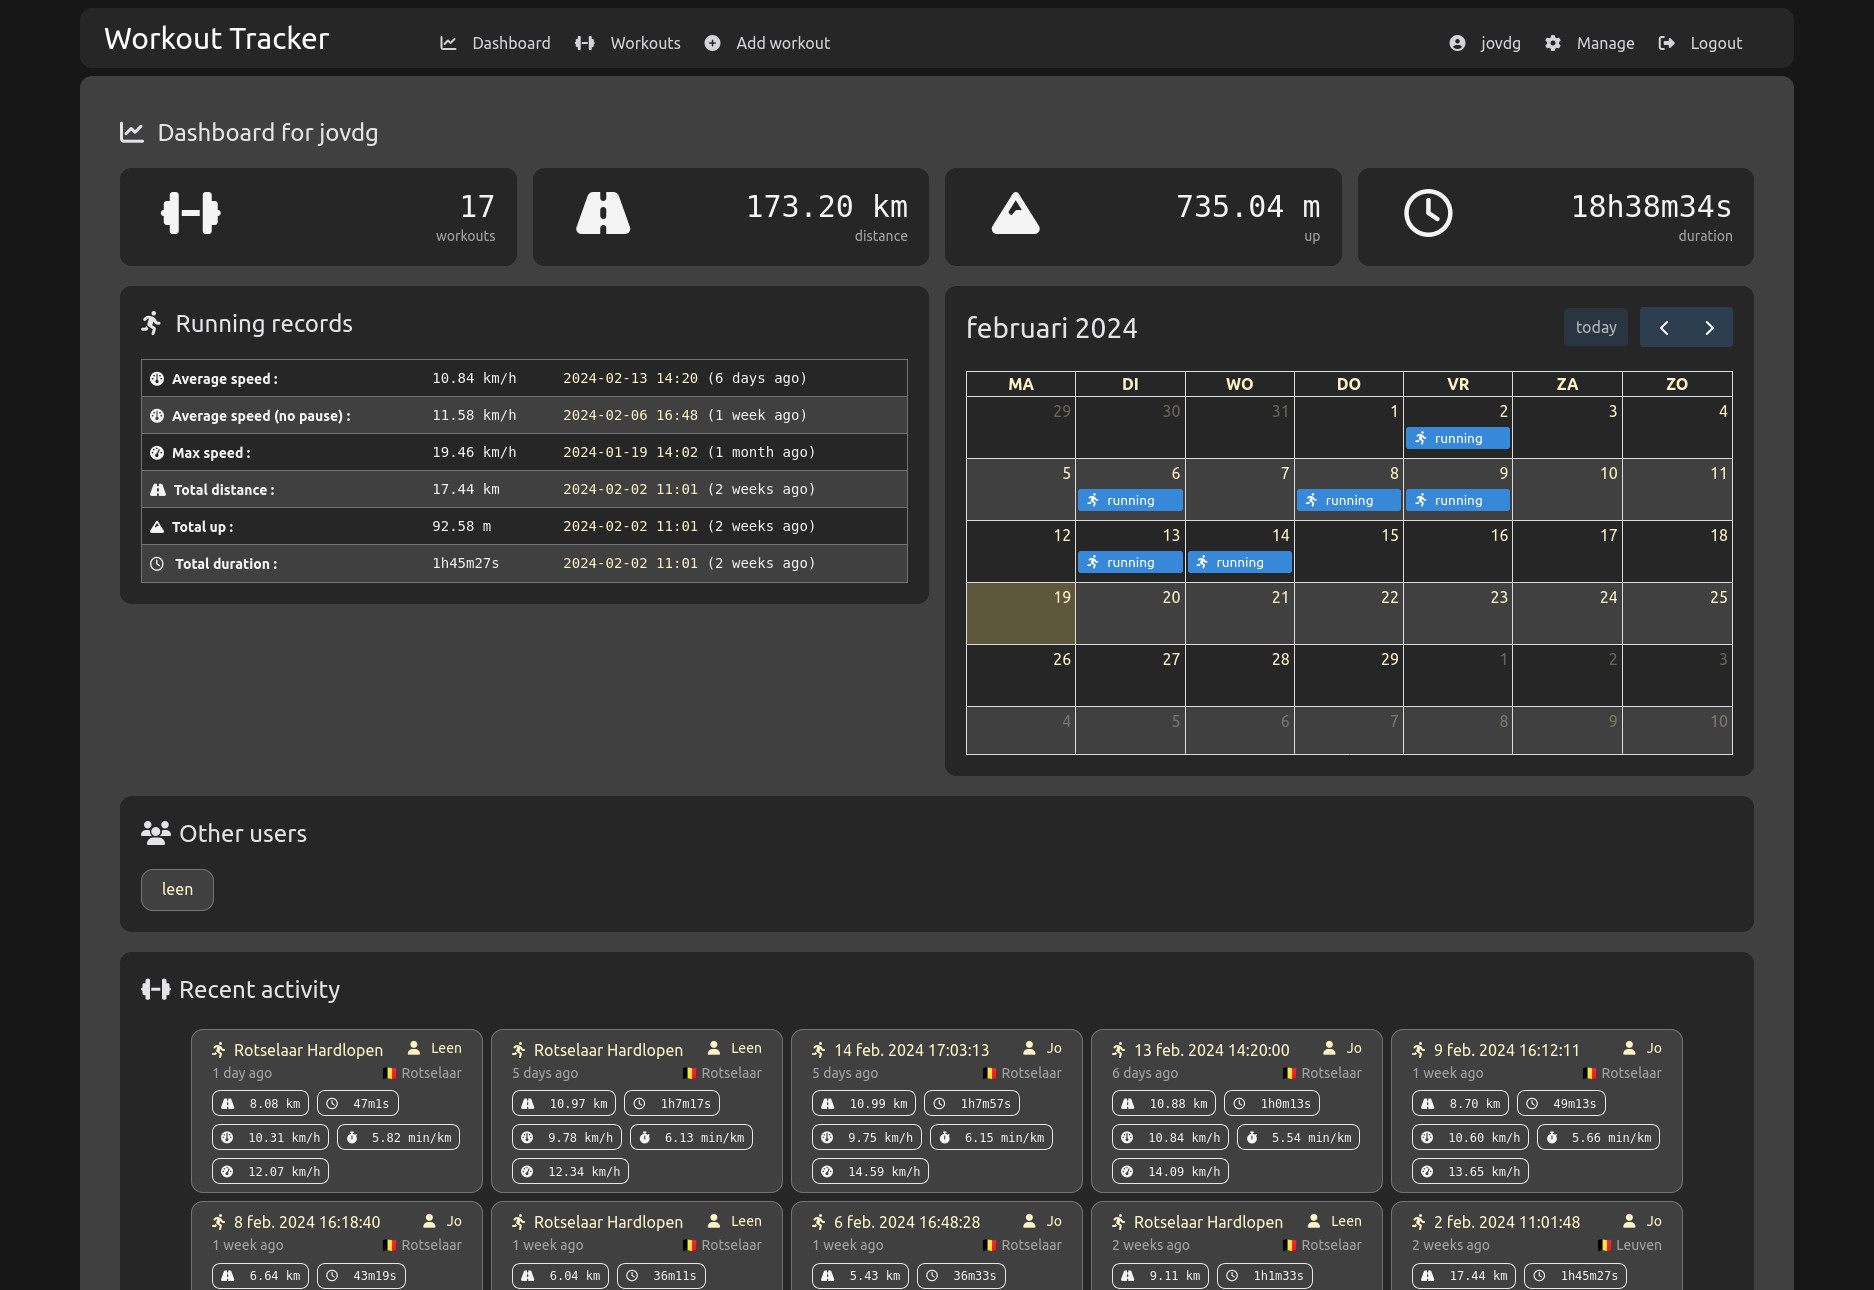 Workout Tracker Dashboard Workouts Add workout jovdg Manage Logout
Dashboard for jovdg
17
workouts
173.20 km
distance
735.04 m
up
18h38m34s
duration
Running records
Average speed : 10.84 km/h 2024-02-13 14:20 (6 days ago)
Average speed (no pause) : 11.58 km/h 2024-02-06 16:48 (1 week ago)
Max speed : 19.46 km/h 2024-01-19 14:02 (1 month ago)
Total distance : 17.44 km 2024-02-02 11:01 (2 weeks ago)
Total up : 92.58 m 2024-02-02 11:01 (2 weeks ago)
Total duration : 1h45m27s 2024-02-02 11:01 (2 weeks ago)
februari 2024 today
MA DI WO DO VR ZA ZO
29 30 31 1 2 3 4
running
5 6 7 8 9 10 11
running running running
12 13 14 15 16 17 18
running running
19 20 21 22 23 24 25
26 27 28 29 1 2 3
4 5 6 7 8 9 10
Other users
leen
Recent activity
Rotselaar Hardlopen Leen
1 day ago Rotselaar
8.08 km 47m1s
10.31 km/h 5.82 min/km
12.07 km/h
Rotselaar Hardlopen Leen
5 days ago Rotselaar
10.97 km 1h7m17s
9.78 km/h 6.13 min/km
12.34 km/h
14 feb. 2024 17:03:13 Jo
5 days ago Rotselaar
10.99 km 1h7m57s
9.75 km/h 6.15 min/km
14.59 km/h
13 feb. 2024 14:20:00 Jo
6 days ago Rotselaar
10.88 km 1h0m13s
10.84 km/h 5.54 min/km
14.09 km/h
9 feb. 2024 16:12:11 Jo
1 week ago Rotselaar
8.70 km 49m13s
10.60 km/h 5.66 min/km
13.65 km/h
8 feb. 2024 16:18:40 Jo
1 week ago Rotselaar
6.64 km 43m19s
Rotselaar Hardlopen Leen
1 week ago Rotselaar
6.04 km 36m11s
6 feb. 2024 16:48:28 Jo
1 week ago Rotselaar
5.43 km 36m33s
Rotselaar Hardlopen Leen
2 weeks ago Rotselaar
9.11 km 1h1m33s
2 feb. 2024 11:01:48 Jo
2 weeks ago Leuven
17.44 km 1h45m27s